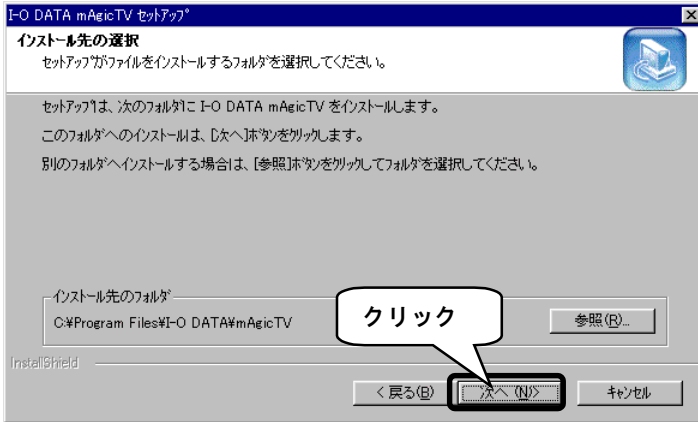 I-O DATA mAgicTV セットアップ
インストール先の選択
セットアップがファイルをインストールするフォルダを選択してください。
セットアップは、次のフォルダに I-O DATA mAgicTV をインストールします。
このフォルダへのインストールは、[次へ]ボタンをクリックします。
別のフォルダへインストールする場合は、[参照]ボタンをクリックしてフォルダを選択してください。
インストール先のフォルダ
C:¥Program Files¥I-O DATA¥mAgicTV
クリック
参照(R)...
InstallShield
< 戻る(B)
次へ (N)>
キャンセル